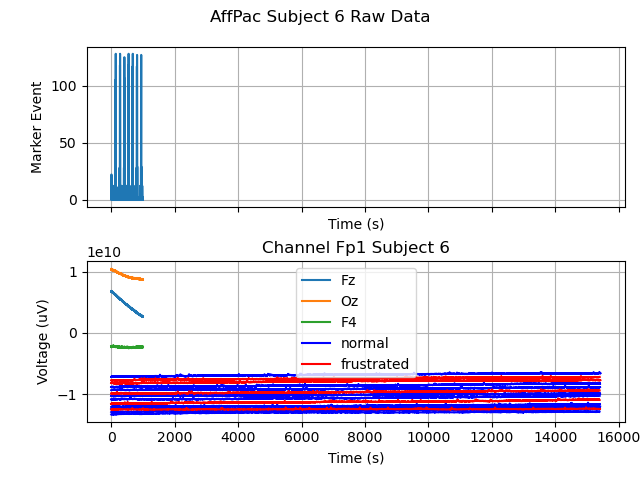 AffPac Subject 6 Raw Data
100
50
0
Marker Event
Time (s)
1e10
Channel Fp1 Subject 6
1
0
−1
Voltage (uV)
Fz
Oz
F4
normal
frustrated
0 2000 4000 6000 8000 10000 12000 14000 16000
Time (s)